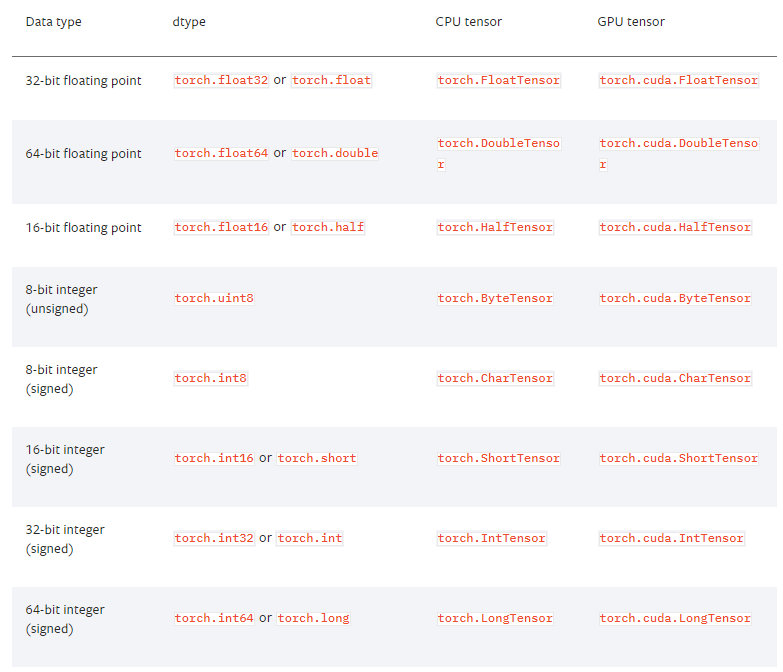 Data type dtype CPU tensor GPU tensor
32-bit floating point torch.float32 or torch.float torch.FloatTensor torch.cuda.FloatTensor
64-bit floating point torch.float64 or torch.double torch.DoubleTenso torch.cuda.DoubleTenso
r r
16-bit floating point torch.float16 or torch.half torch.HalfTensor torch.cuda.HalfTensor
8-bit integer
(unsigned) torch.uint8 torch.ByteTensor torch.cuda.ByteTensor
8-bit integer
(signed) torch.int8 torch.CharTensor torch.cuda.CharTensor
16-bit integer
(signed) torch.int16 or torch.short torch.ShortTensor torch.cuda.ShortTensor
32-bit integer
(signed) torch.int32 or torch.int torch.IntTensor torch.cuda.IntTensor
64-bit integer
(signed) torch.int64 or torch.long torch.LongTensor torch.cuda.LongTensor